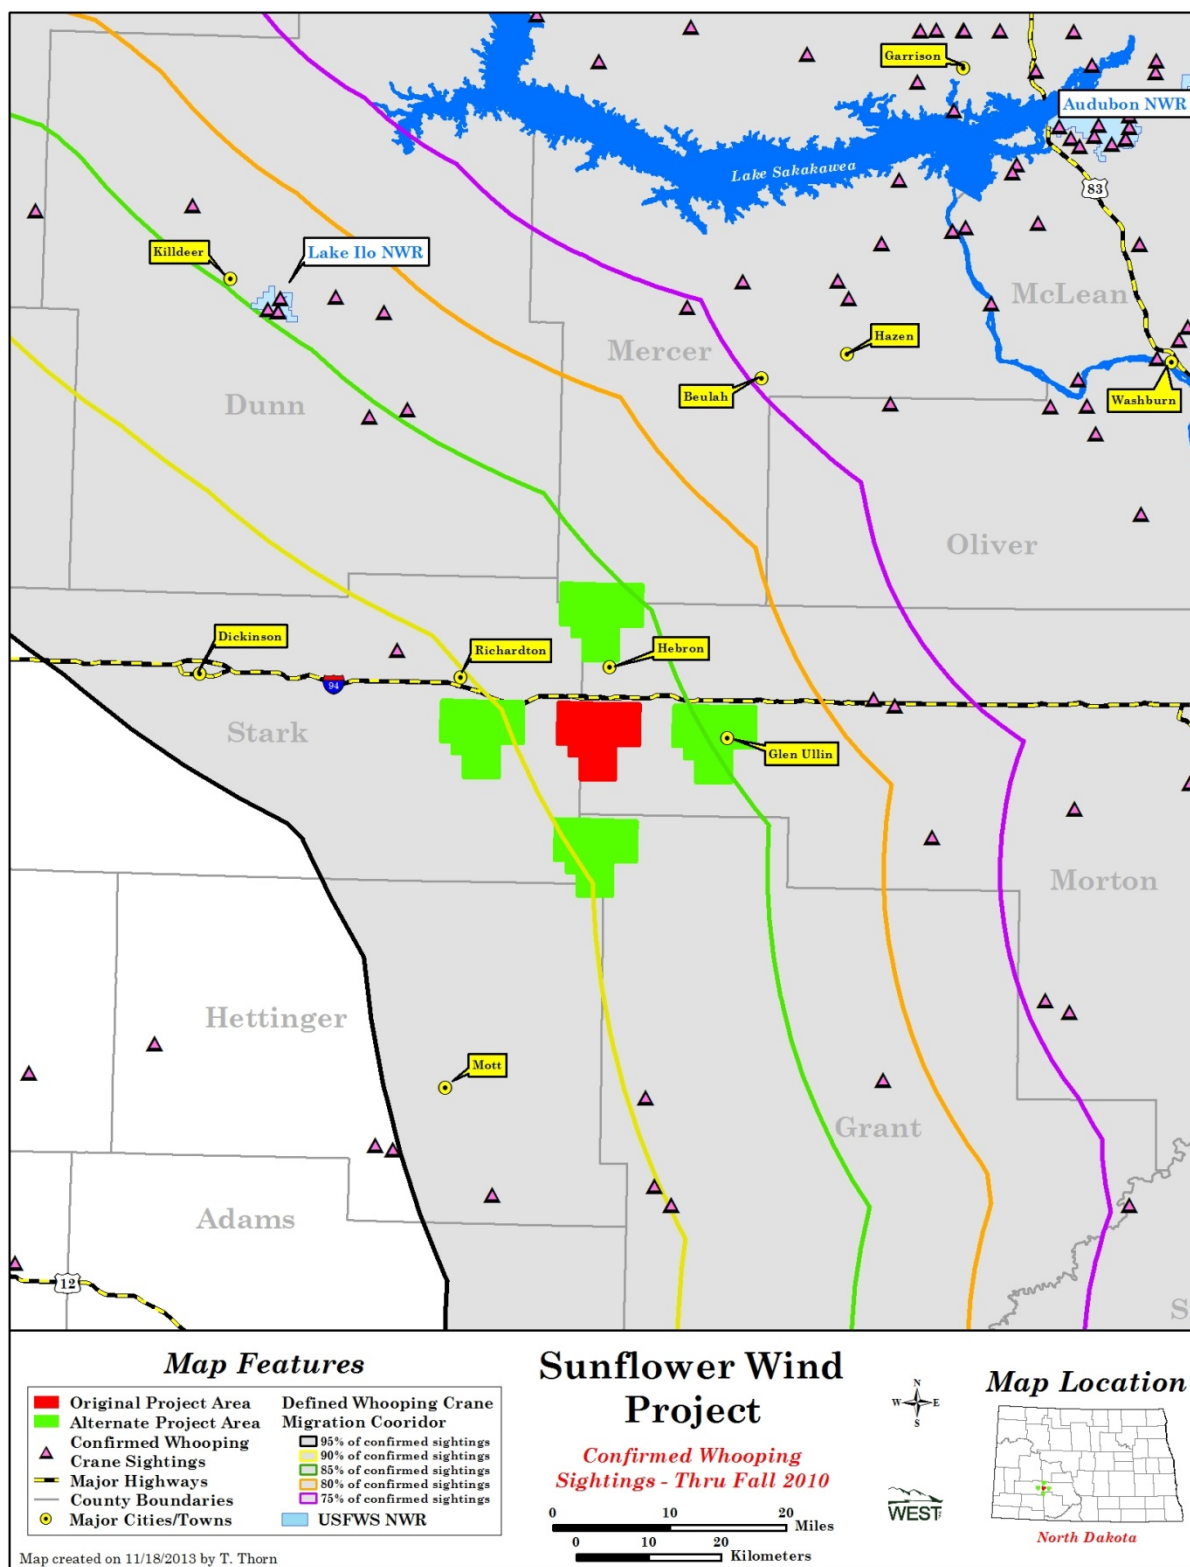 Garrison
Audubon NWR
Lake Sakakawea
83
Killdeer
Lake Ilo NWR
McLean
Mercer
Hazen
Beulah
Washburn
Dunn
Oliver
Dickinson
Richardton
Hebron
94
Stark
Glen Ullin
Morton
Hettinger
Mott
Grant
Adams
12
S
Map Features
Original Project Area
Alternate Project Area
Confirmed Whooping
Crane Sightings
Major Highways
County Boundaries
Major Cities/Towns
Defined Whooping Crane
Migration Cooridor
95% of confirmed sightings
90% of confirmed sightings
85% of confirmed sightings
80% of confirmed sightings
75% of confirmed sightings
USFWS NWR
Map created on 11/18/2013 by T. Thorn
Sunflower Wind
Project
Confirmed Whooping
Sightings - Thru Fall 2010
0 10 20
Miles
0 10 20
Kilometers
N
W E
S
WEST
Map Location
North Dakota